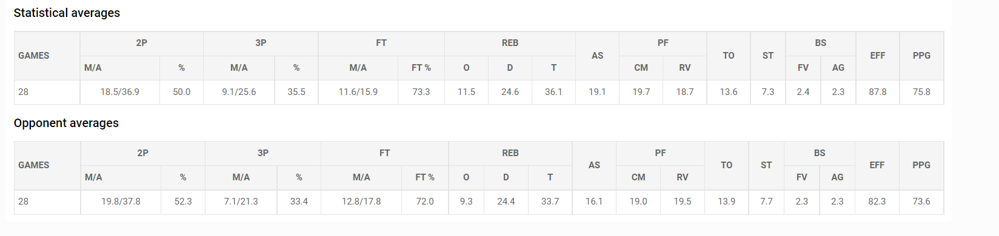 Statistical averages
GAMES 2P 3P FT REB AS PF TO ST BS EFF PPG
M/A % M/A % M/A FT % O D T CM RV FV AG
28 18.5/36.9 50.0 9.1/25.6 35.5 11.6/15.9 73.3 11.5 24.6 36.1 19.1 19.7 18.7 13.6 7.3 2.4 2.3 87.8 75.8
Opponent averages
GAMES 2P 3P FT REB AS PF TO ST BS EFF PPG
M/A % M/A % M/A FT % O D T CM RV FV AG
28 19.8/37.8 52.3 7.1/21.3 33.4 12.8/17.8 72.0 9.3 24.4 33.7 16.1 19.0 19.5 13.9 7.7 2.3 2.3 82.3 73.6